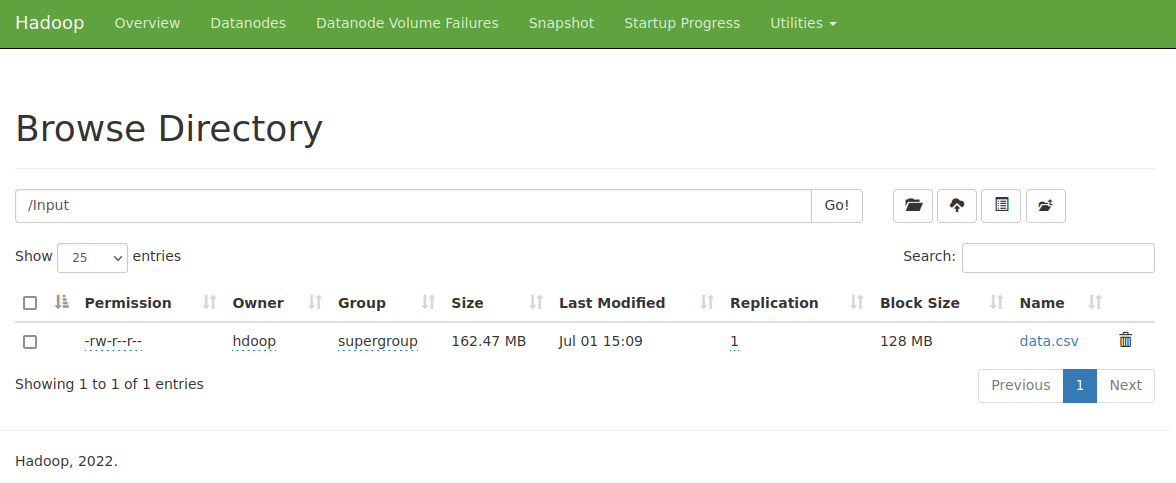 Hadoop Overview Datanodes Datanode Volume Failures Snapshot Startup Progress Utilities
Browse Directory
/Input Go!
Show 25 entries Search:
Permission Owner Group Size Last Modified Replication Block Size Name
-rw-r--r-- hdoop supergroup 162.47 MB Jul 01 15:09 1 128 MB data.csv
Showing 1 to 1 of 1 entries Previous 1 Next
Hadoop, 2022.